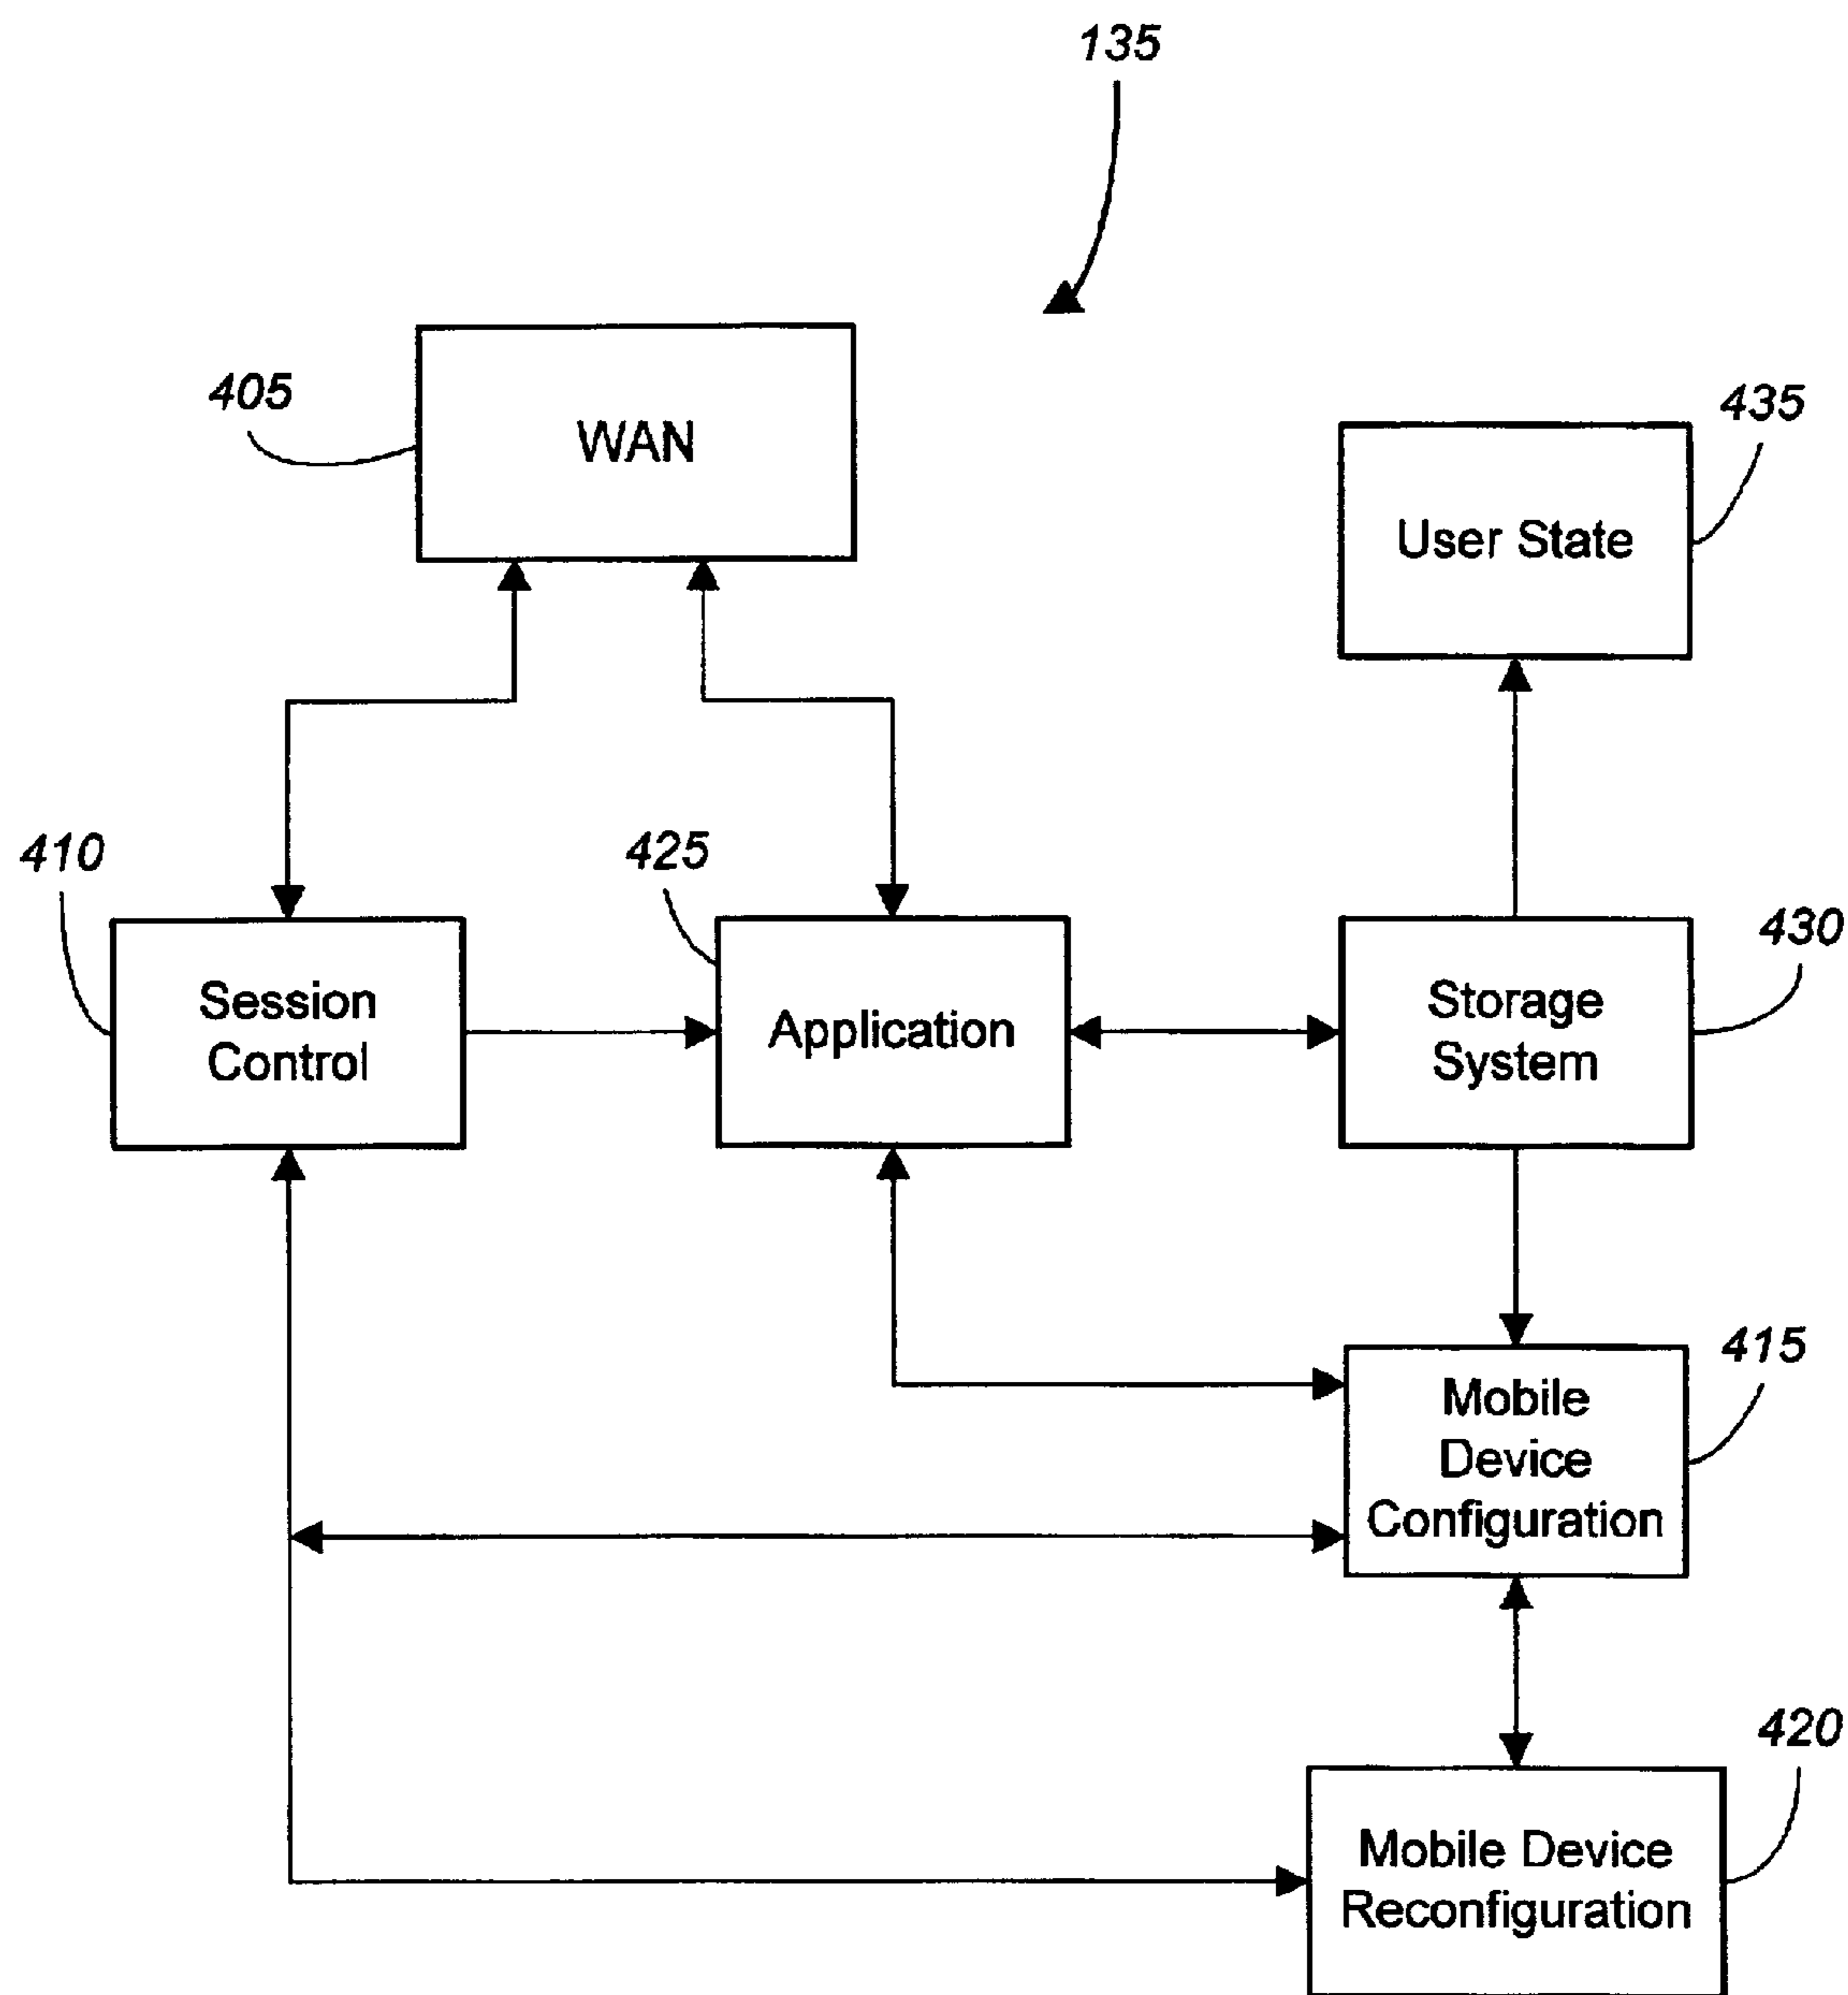 135
405
WAN
435
User State
410
425
430
Session
Control
Application
Storage
System
415
Mobile
Device
Configuration
420
Mobile Device
Reconfiguration